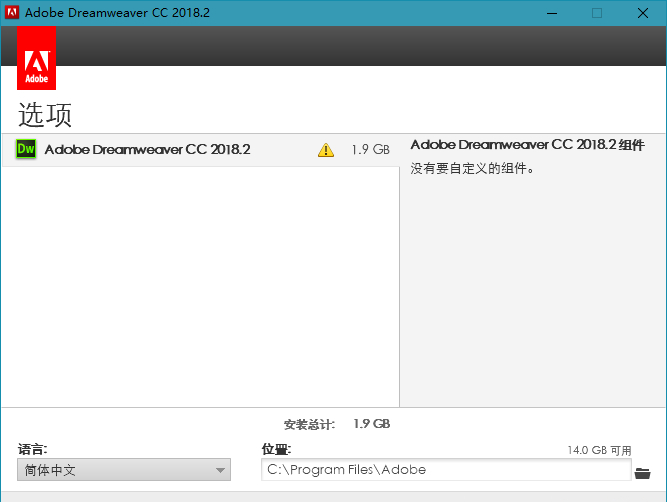 Adobe Dreamweaver CC 2018.2
Adobe
选项
Dw Adobe Dreamweaver CC 2018.2 1.9 GB
Adobe Dreamweaver CC 2018.2 组件
没有要自定义的组件。
安装总计: 1.9 GB
语言:
简体中文
位置: 14.0 GB 可用
C:\Program Files\Adobe